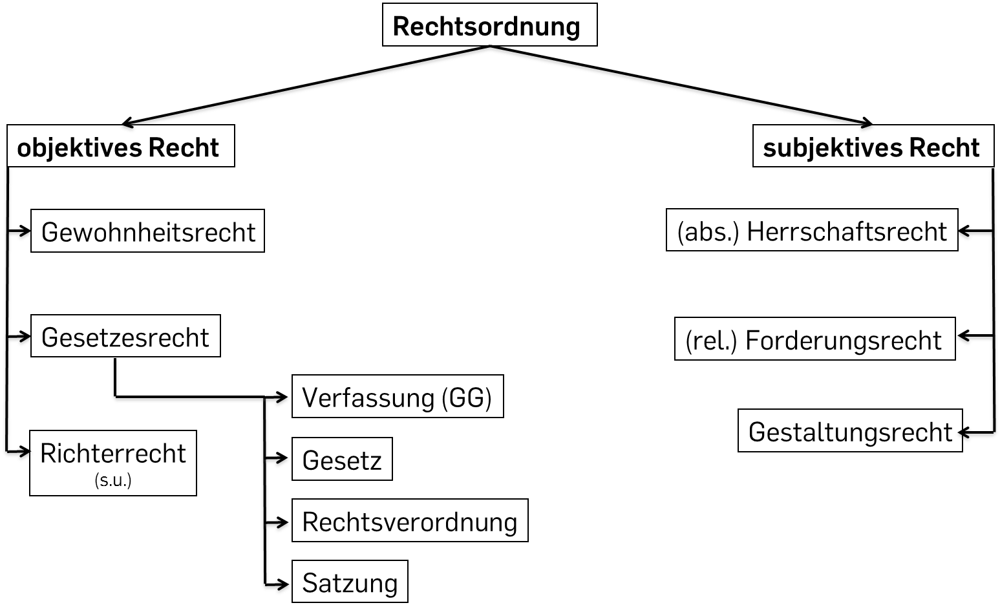 Rechtsordnung
objektives Recht
subjektives Recht
Gewohnheitsrecht
(abs.) Herrschaftsrecht
Gesetzesrecht
(rel.) Forderungsrecht
Verfassung (GG)
Gestaltungsrecht
Richterrecht
(s.u.)
Gesetz
Rechtsverordnung
Satzung